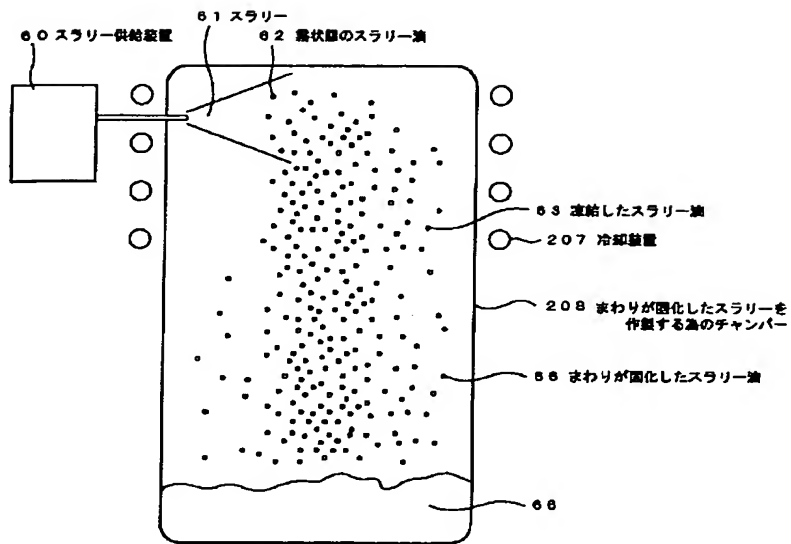 ６１ スラリー
６０ スラリー供給装置
６２ 霧状態のスラリー滴
６３ 凍結したスラリー滴
２０７ 冷却装置
２０８ まわりが固化したスラリーを
作製する為のチャンバー
６６ まわりが固化したスラリー滴
６６